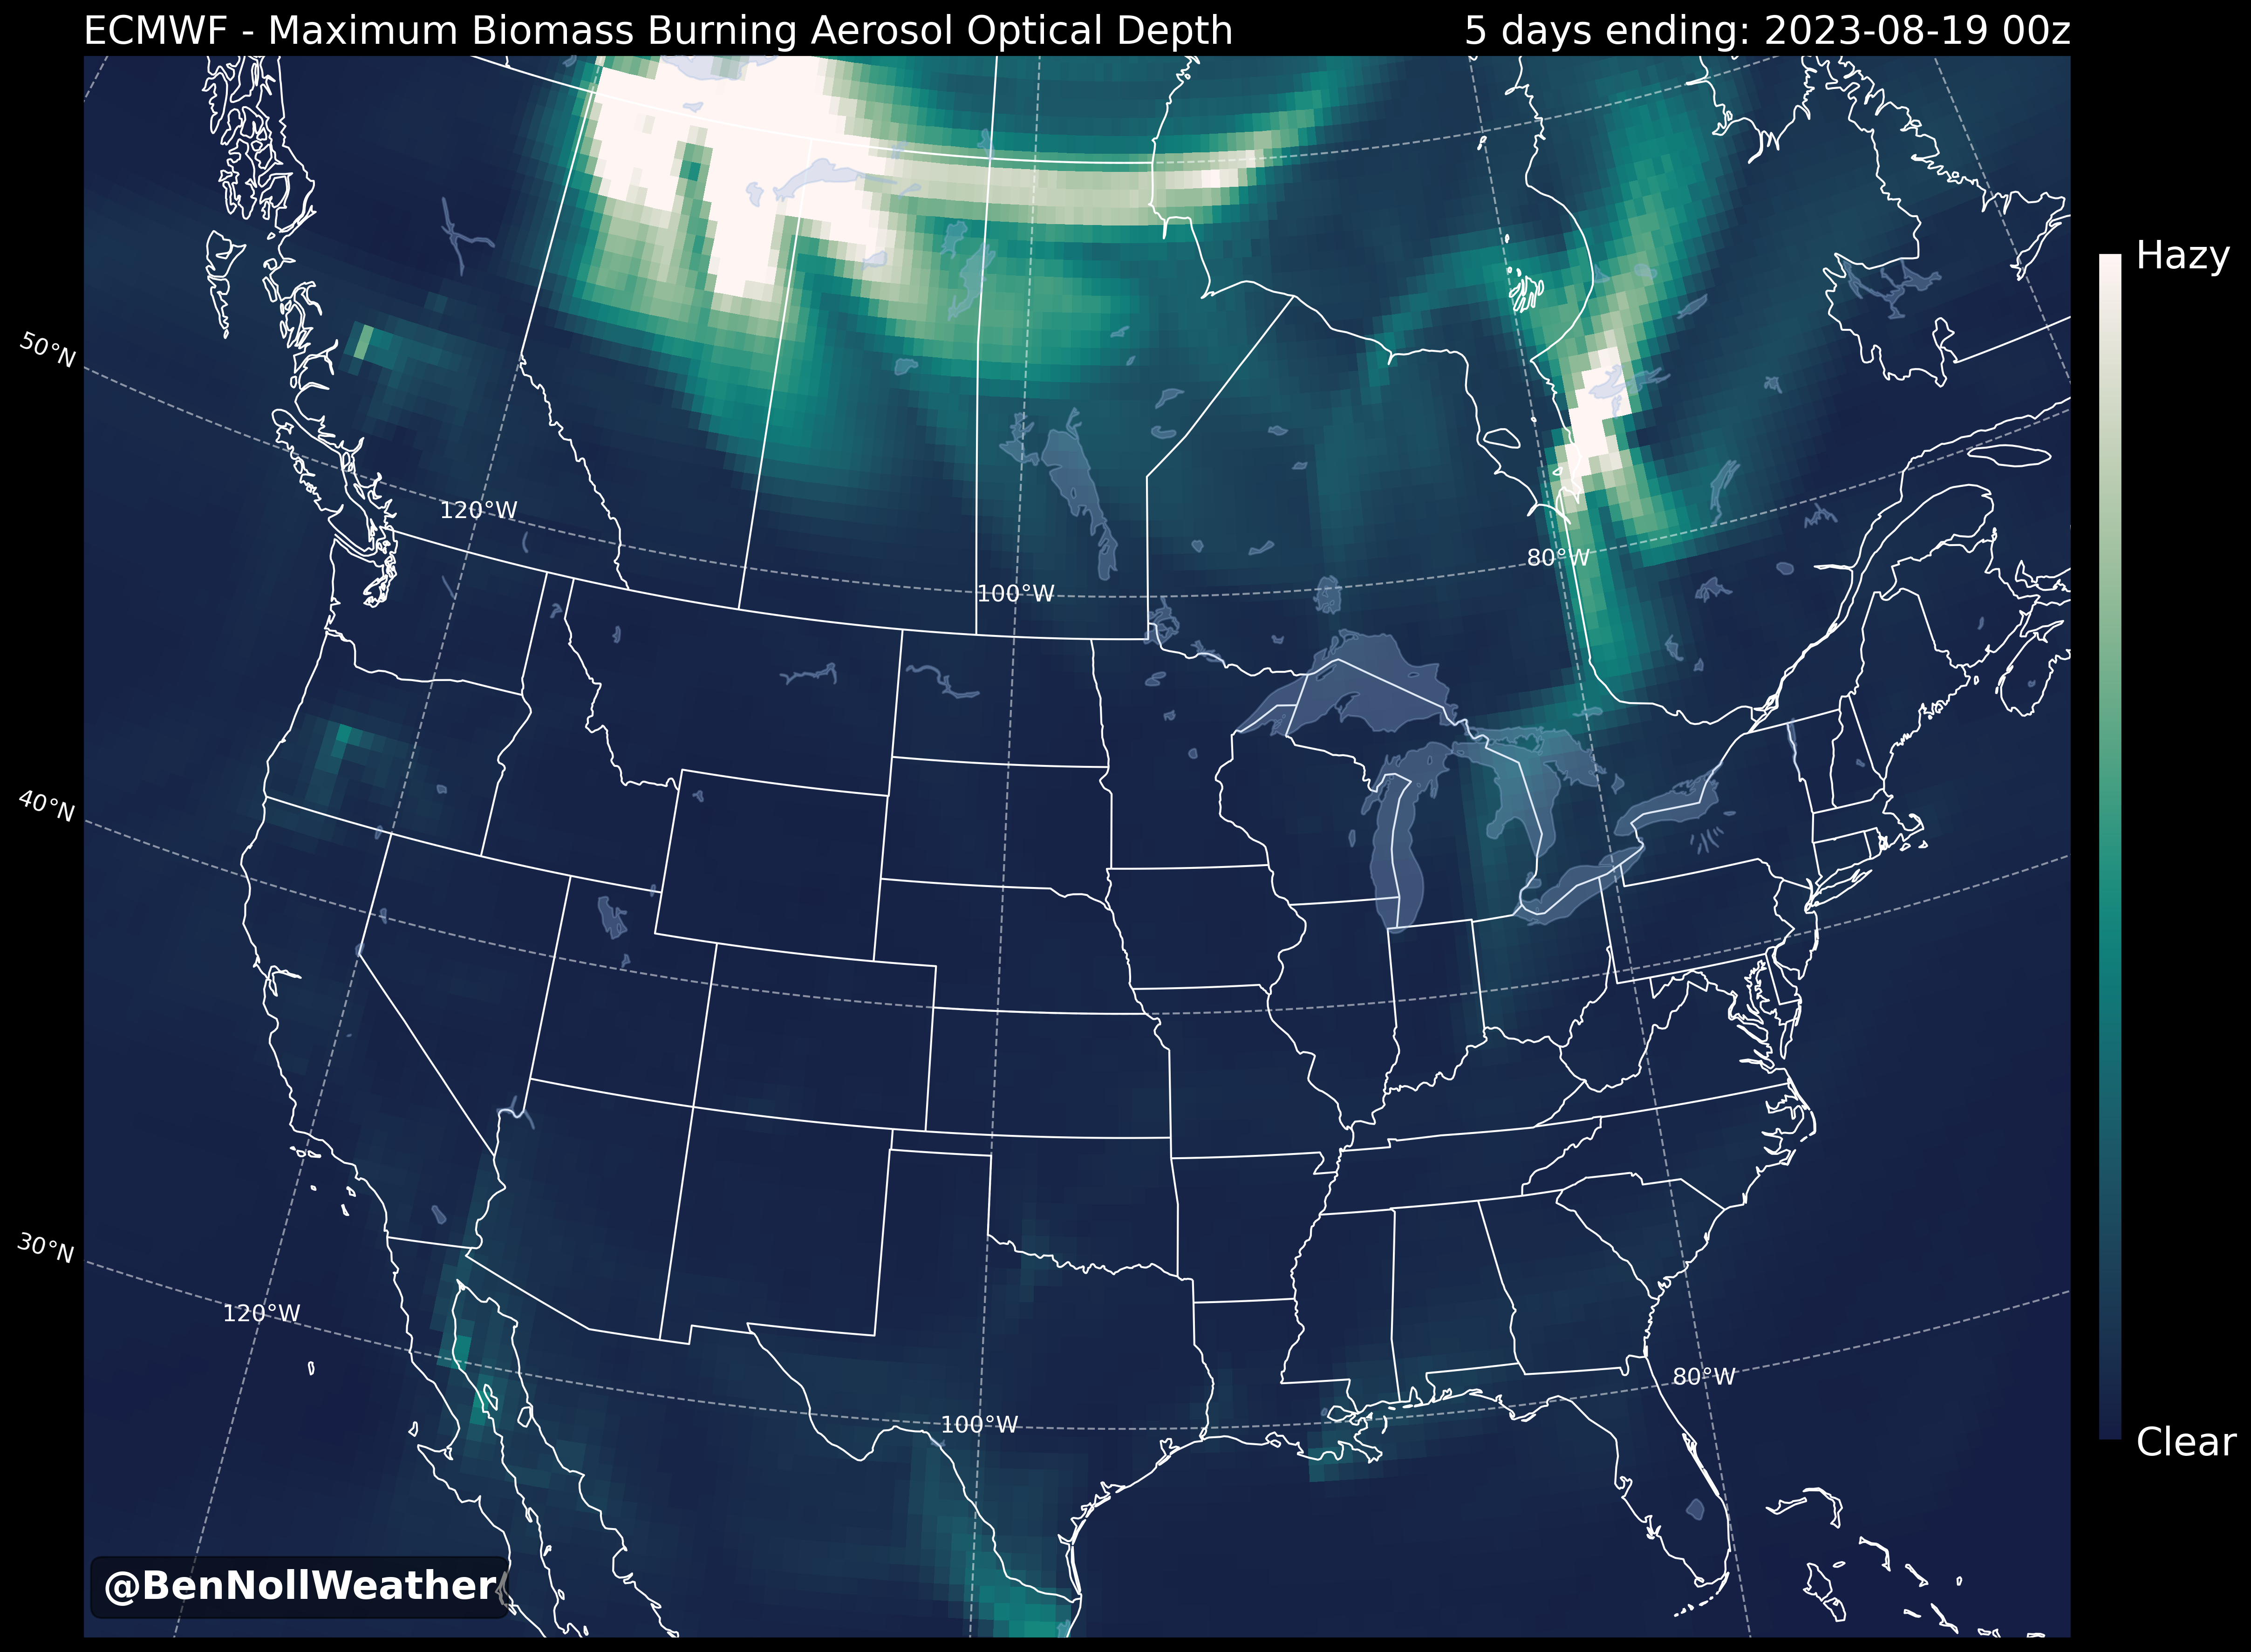 ECMWF - Maximum Biomass Burning Aerosol Optical Depth
5 days ending: 2023-08-19 00z
Hazy
50°N
120°W
80°W
100°W
40°N
30°N
120°W
80°W
100°W
Clear
@BenNollWeather